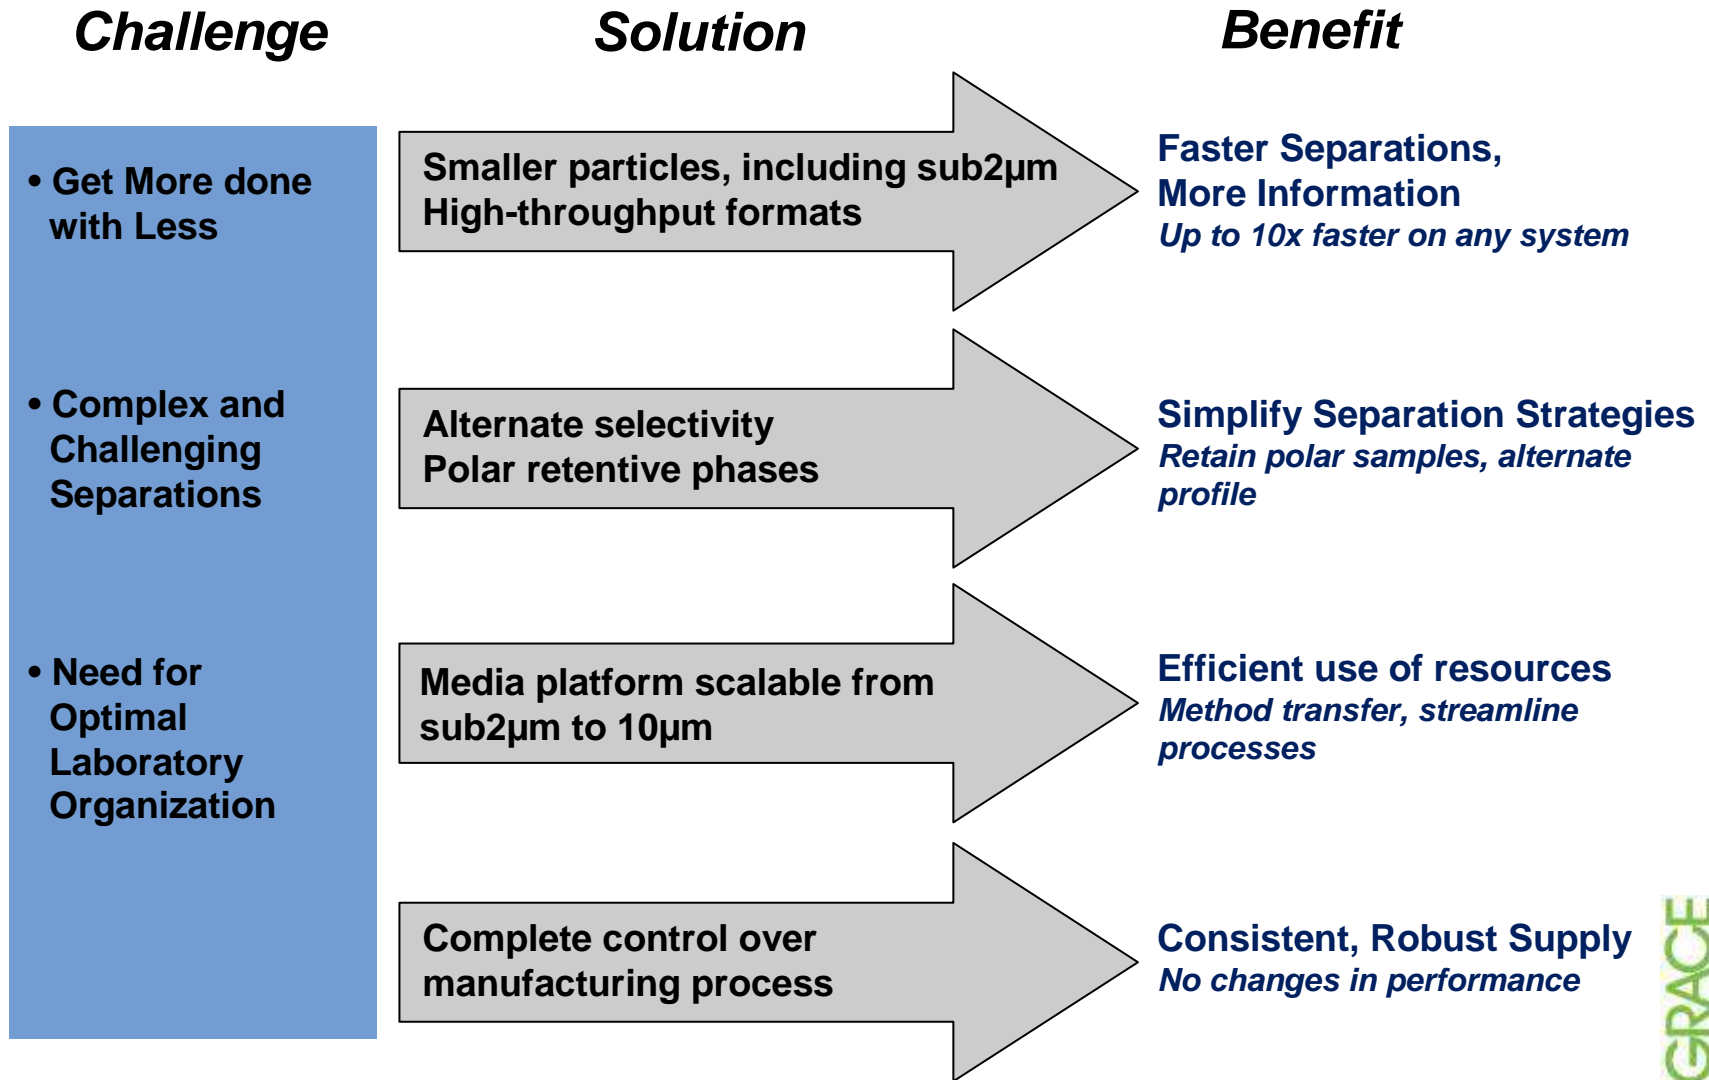 Challenge
Solution
Benefit
• Get More done
with Less
Smaller particles, including sub2µm
High-throughput formats
Faster Separations,
More Information
Up to 10x faster on any system
• Complex and
Challenging
Separations
Alternate selectivity
Polar retentive phases
Simplify Separation Strategies
Retain polar samples, alternate
profile
• Need for
Optimal
Laboratory
Organization
Media platform scalable from
sub2µm to 10µm
Efficient use of resources
Method transfer, streamline
processes
Complete control over
manufacturing process
Consistent, Robust Supply
No changes in performance
GRACE